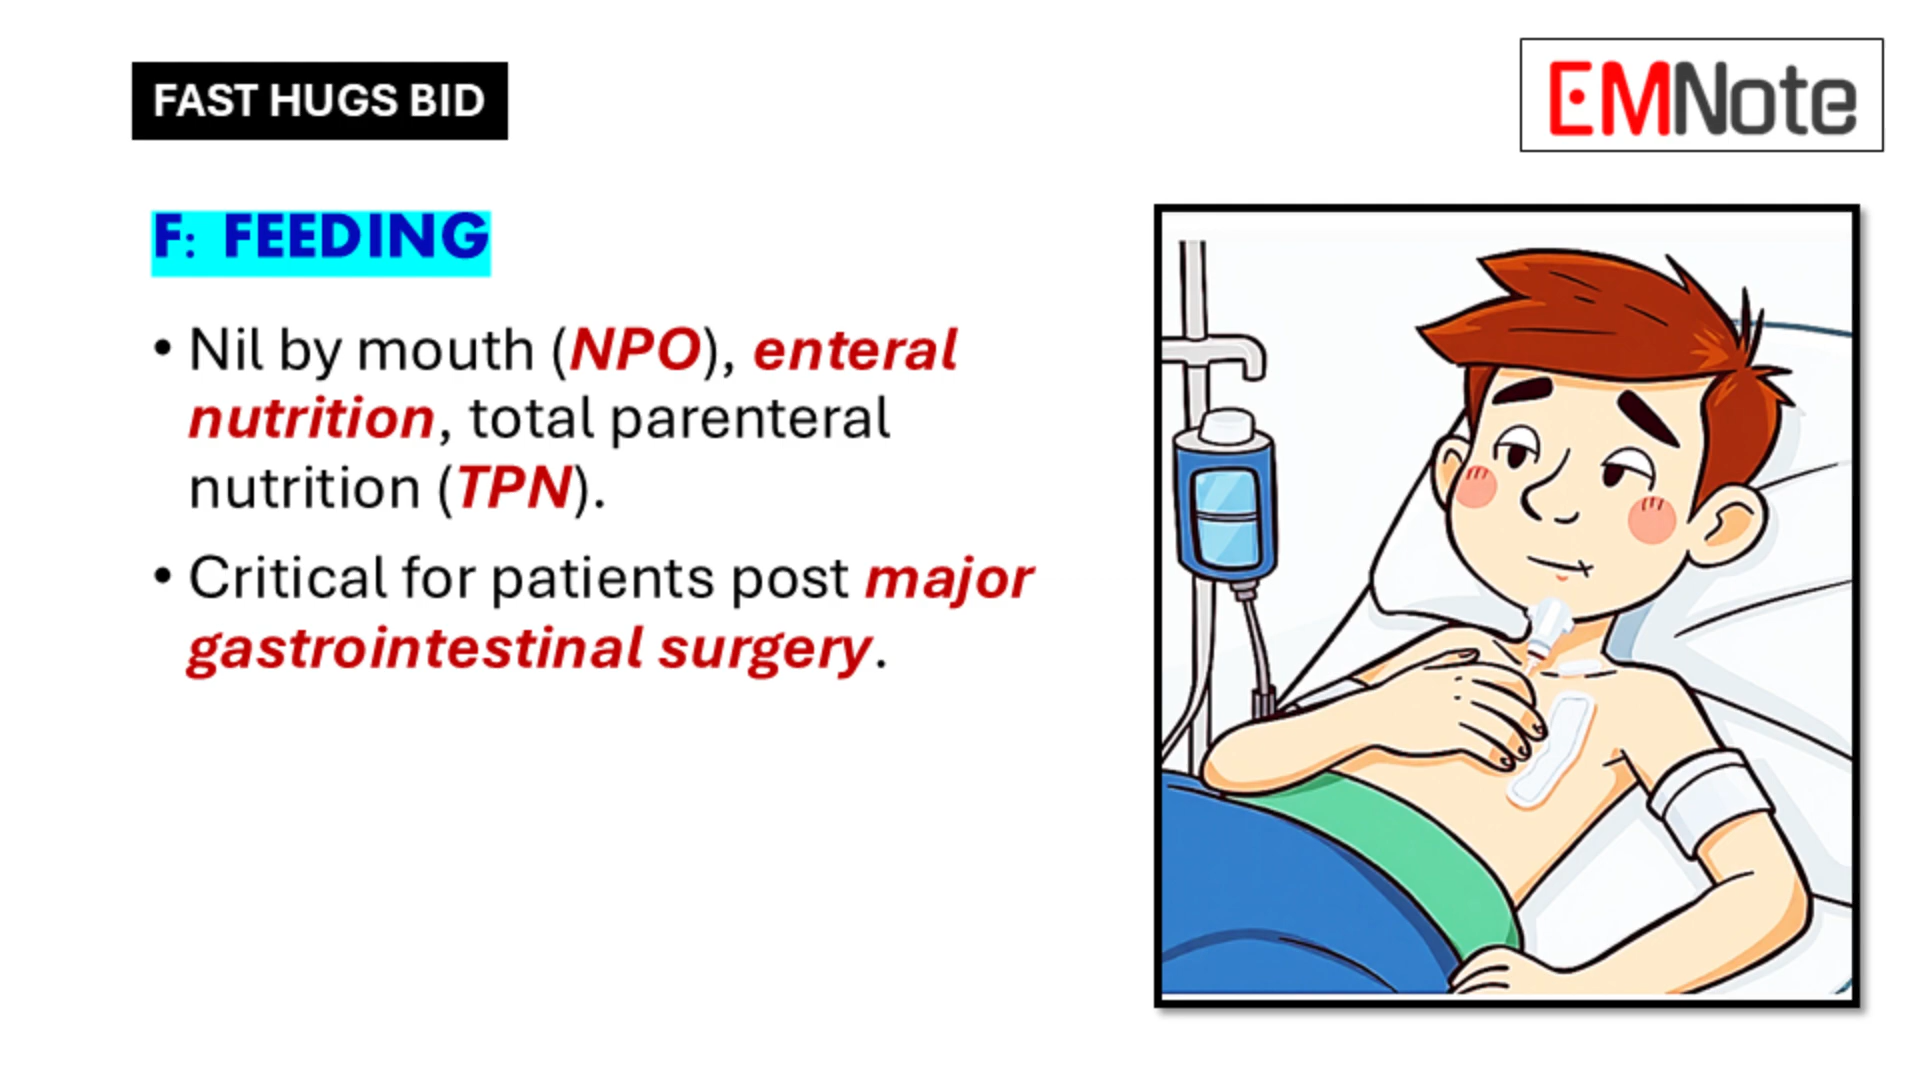 FAST HUGS BID
EMNote
F: FEEDING
• Nil by mouth (NPO), enteral
nutrition, total parenteral
nutrition (TPN).
• Critical for patients post major
gastrointestinal surgery.